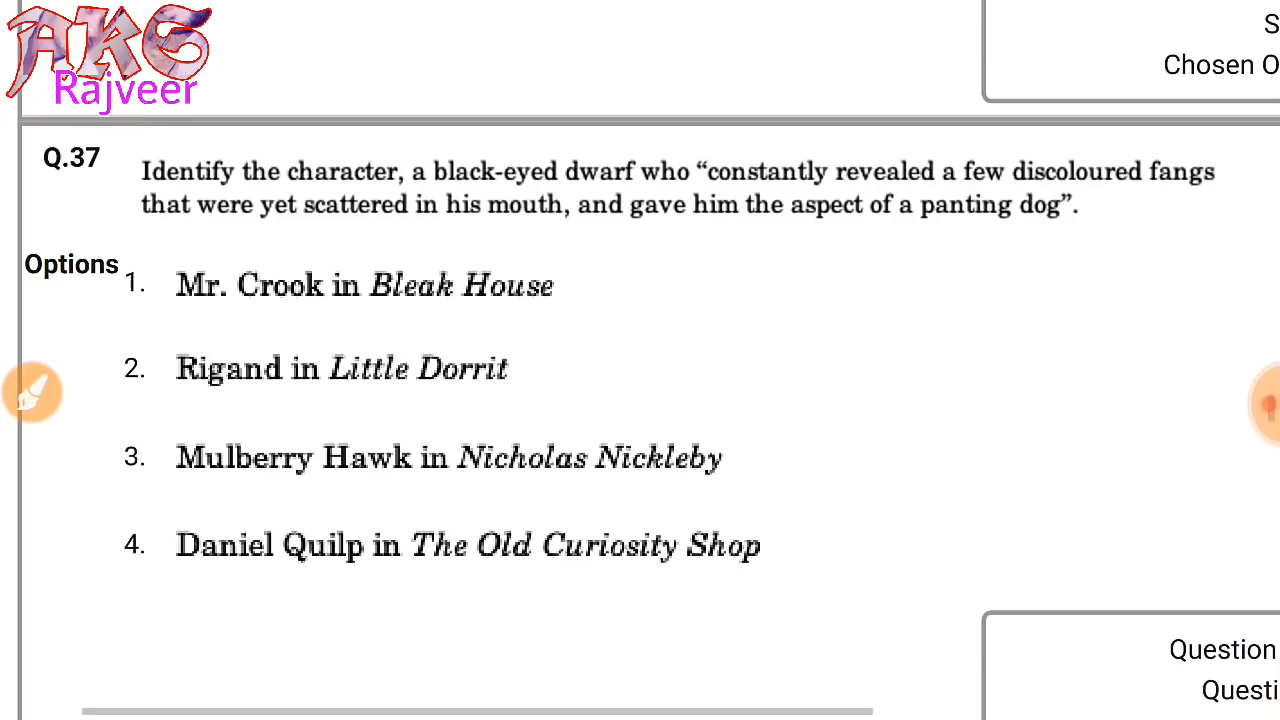 AKS
Rajveer
S
Chosen O
Q.37
Identify the character, a black-eyed dwarf who “constantly revealed a few discoloured fangs
that were yet scattered in his mouth, and gave him the aspect of a panting dog”.
Options
1. Mr. Crook in Bleak House
2. Rigand in Little Dorrit
3. Mulberry Hawk in Nicholas Nickleby
4. Daniel Quilp in The Old Curiosity Shop
Question
Questi